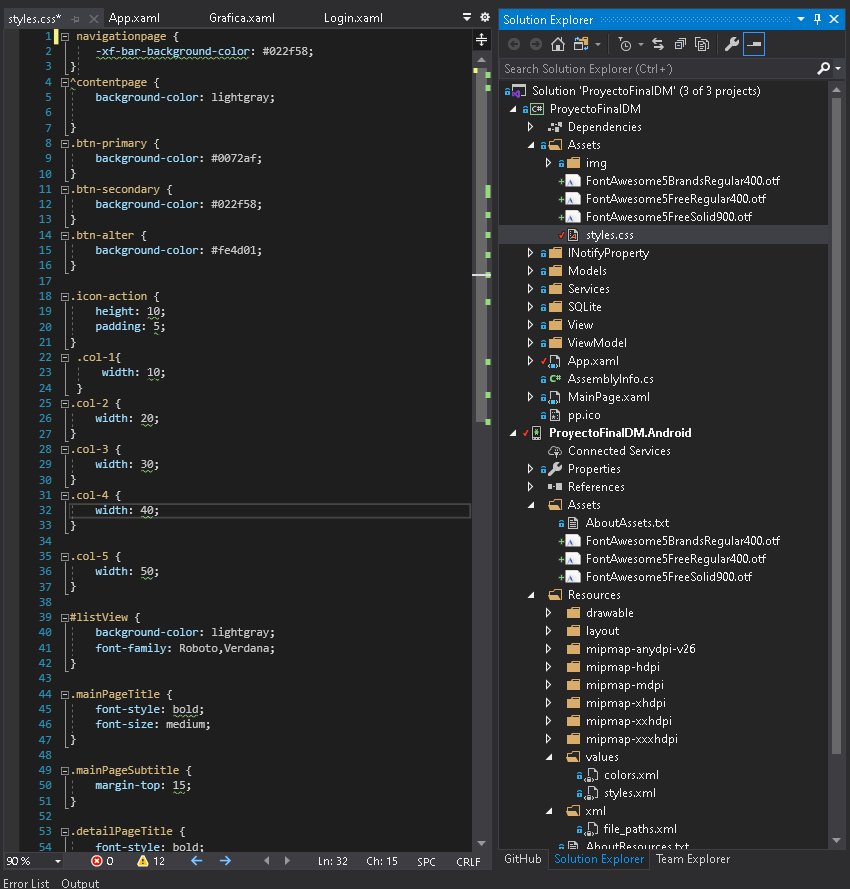 styles.css*
App.xaml
Grafica.xaml
Login.xaml
1 navigationpage {
2 -xf-bar-background-color: #022f58;
3 }
4 ^contentpage {
5 background-color: lightgray;
6
7 }
8 .btn-primary {
9 background-color: #0072af;
10 }
11 .btn-secondary {
12 background-color: #022f58;
13 }
14 .btn-alter {
15 background-color: #fe4d01;
16 }
17
18 .icon-action {
19 height: 10;
20 padding: 5;
21 }
22 .col-1{
23 width: 10;
24 }
25 .col-2 {
26 width: 20;
27 }
28 .col-3 {
29 width: 30;
30 }
31 .col-4 {
32 width: 40;
33 }
34
35 .col-5 {
36 width: 50;
37 }
38
39 #listView {
40 background-color: lightgray;
41 font-family: Roboto,Verdana;
42 }
43
44 .mainPageTitle {
45 font-style: bold;
46 font-size: medium;
47 }
48
49 .mainPageSubtitle {
50 margin-top: 15;
51 }
52
53 .detailPageTitle {
54 font-style: bold;
90 %
0
12
Ln: 32
Ch: 15
SPC
CRLF
Error List
Output
Solution Explorer
Search Solution Explorer (Ctrl+´)
Solution 'ProyectoFinalDM' (3 of 3 projects)
C# ProyectoFinalDM
Dependencies
Assets
img
FontAwesome5BrandsRegular400.otf
FontAwesome5FreeRegular400.otf
FontAwesome5FreeSolid900.otf
styles.css
INotifyProperty
Models
Services
SQLite
View
ViewModel
App.xaml
C# AssemblyInfo.cs
MainPage.xaml
pp.ico
ProyectoFinalDM.Android
Connected Services
Properties
References
Assets
AboutAssets.txt
FontAwesome5BrandsRegular400.otf
FontAwesome5FreeRegular400.otf
FontAwesome5FreeSolid900.otf
Resources
drawable
layout
mipmap-anydpi-v26
mipmap-hdpi
mipmap-mdpi
mipmap-xhdpi
mipmap-xxhdpi
mipmap-xxxhdpi
values
colors.xml
styles.xml
xml
file_paths.xml
AboutResources.txt
GitHub
Solution Explorer
Team Explorer